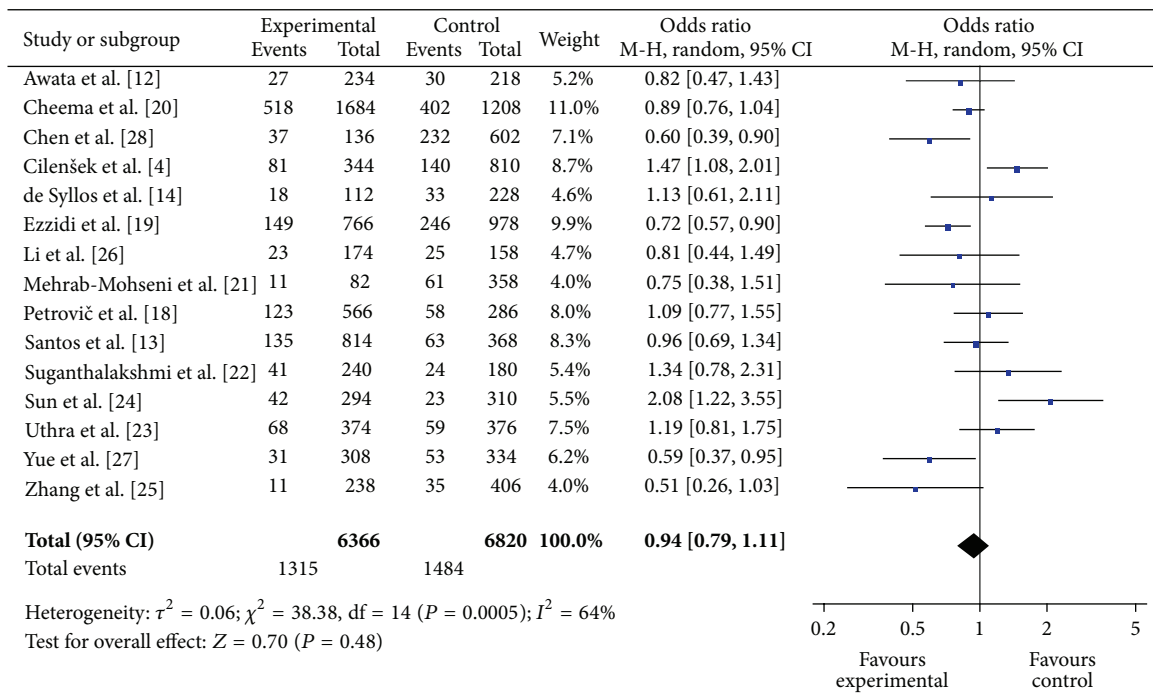 Study or subgroup Experimental Control Weight Odds ratio Odds ratio
Events Total Events Total M-H, random, 95% CI M-H, random, 95% CI
Awata et al. [12] 27 234 30 218 5.2% 0.82 [0.47, 1.43]
Cheema et al. [20] 518 1684 402 1208 11.0% 0.89 [0.76, 1.04]
Chen et al. [28] 37 136 232 602 7.1% 0.60 [0.39, 0.90]
Cilenšek et al. [4] 81 344 140 810 8.7% 1.47 [1.08, 2.01]
de Syllos et al. [14] 18 112 33 228 4.6% 1.13 [0.61, 2.11]
Ezzidi et al. [19] 149 766 246 978 9.9% 0.72 [0.57, 0.90]
Li et al. [26] 23 174 25 158 4.7% 0.81 [0.44, 1.49]
Mehrab-Mohseni et al. [21] 11 82 61 358 4.0% 0.75 [0.38, 1.51]
Petrovič et al. [18] 123 566 58 286 8.0% 1.09 [0.77, 1.55]
Santos et al. [13] 135 814 63 368 8.3% 0.96 [0.69, 1.34]
Suganthalakshmi et al. [22] 41 240 24 180 5.4% 1.34 [0.78, 2.31]
Sun et al. [24] 42 294 23 310 5.5% 2.08 [1.22, 3.55]
Uthra et al. [23] 68 374 59 376 7.5% 1.19 [0.81, 1.75]
Yue et al. [27] 31 308 53 334 6.2% 0.59 [0.37, 0.95]
Zhang et al. [25] 11 238 35 406 4.0% 0.51 [0.26, 1.03]
Total (95% CI) 6366 6820 100.0% 0.94 [0.79, 1.11]
Total events 1315 1484
Heterogeneity: τ² = 0.06; χ² = 38.38, df = 14 (P = 0.0005); I² = 64%
Test for overall effect: Z = 0.70 (P = 0.48)
0.2 0.5 1 2 5
Favours experimental Favours control